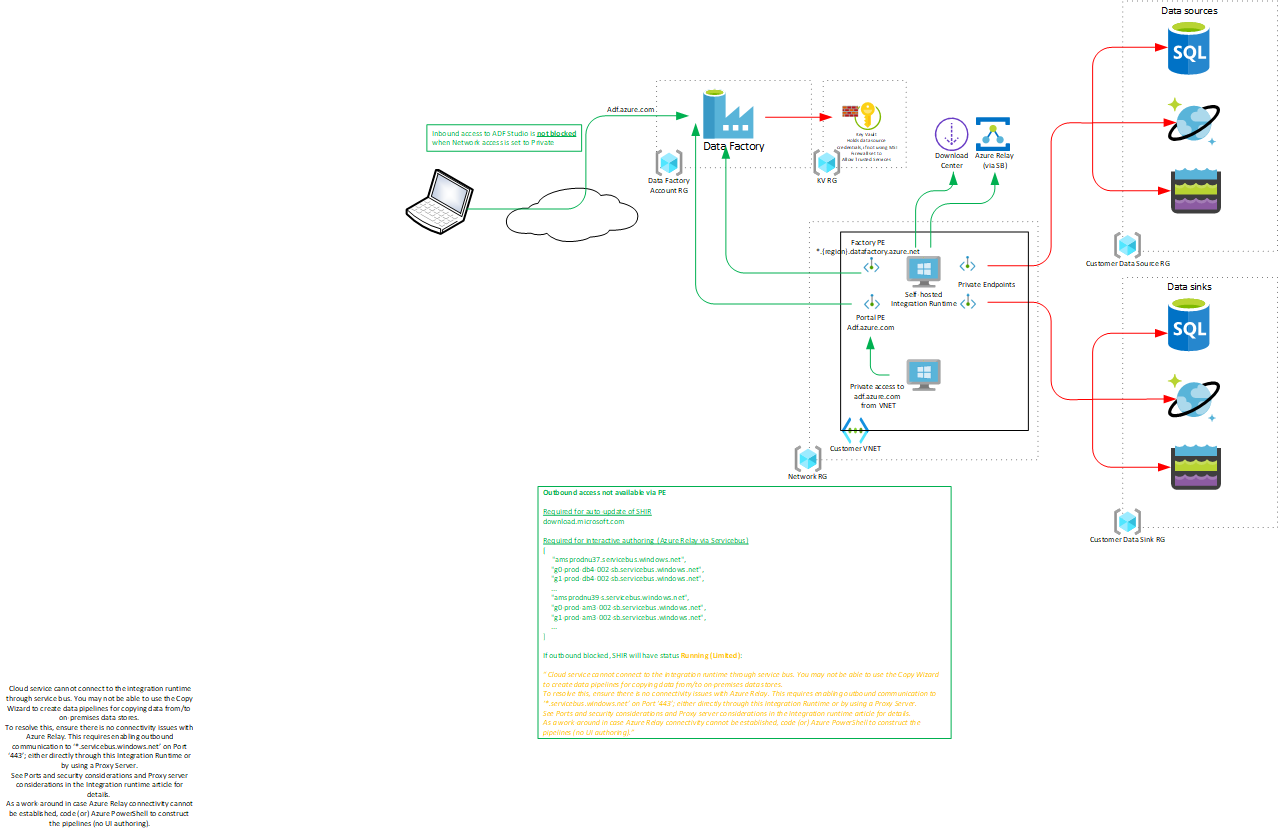 Data sources
SQL
Adf.azure.com
Inbound access to ADF Studio is not blocked
when Network access is set to Private
Data Factory
Key Vault
Holds data source
credentials, if not using MSI
Firewall set to
Allow Trusted Services
Data Factory
Account RG
KV RG
Download
Center
Azure Relay
(via SB)
Customer Data Source RG
Factory PE
*.{region}.datafactory.azure.net
Self-hosted
Integration Runtime
Private Endpoints
Portal PE
Adf.azure.com
Private access to
adf.azure.com
from VNET
Customer VNET
Network RG
Data sinks
SQL
Customer Data Sink RG
Outbound access not available via PE
Required for auto update of SHIR
download.microsoft.com
Required for interactive authoring (Azure Relay via Servicebus)
[
"amsprodnu37.servicebus.windows.net",
"g0-prod-db4-002-sb.servicebus.windows.net",
"g1-prod-db4-002-sb.servicebus.windows.net",
...
"amsprodnu39-s.servicebus.windows.net",
"g0-prod-am3-002-sb.servicebus.windows.net",
"g1-prod-am3-002-sb.servicebus.windows.net",
...
]
If outbound blocked, SHIR will have status Running (Limited):
"Cloud service cannot connect to the integration runtime through service bus. You may not be able to use the Copy Wizard
to create data pipelines for copying data from/to on-premises data stores.
To resolve this, ensure there is no connectivity issues with Azure Relay. This requires enabling outbound communication to
'*.servicebus.windows.net' on Port '443'; either directly through this Integration Runtime or by using a Proxy Server.
See Ports and security considerations and Proxy server considerations in the Integration runtime article for details.
As a work-around in case Azure Relay connectivity cannot be established, code (or) Azure PowerShell to construct the
pipelines (no UI authoring)."
Cloud service cannot connect to the integration runtime
through service bus. You may not be able to use the Copy
Wizard to create data pipelines for copying data from/to
on-premises data stores.
To resolve this, ensure there is no connectivity issues with
Azure Relay. This requires enabling outbound
communication to '*.servicebus.windows.net' on Port
'443'; either directly through this Integration Runtime or
by using a Proxy Server.
See Ports and security considerations and Proxy server
considerations in the Integration runtime article for
details.
As a work-around in case Azure Relay connectivity cannot
be established, code (or) Azure PowerShell to construct
the pipelines (no UI authoring).